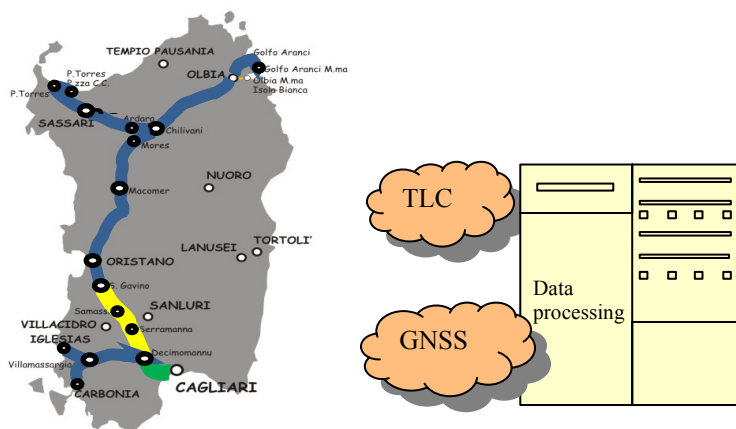 TEMPIO PAUSANIA
Golfo Aranci
Golfo Aranci M.ma
OLBIA
Olbia M.ma
Isola Bianca
P.Torres
P.zza C.C.
P.Torres
SASSARI
Ardara
Chilivani
Mores
Macomer
NUORO
LANUSEI
TORTOLI'
ORISTANO
S. Gavino
Samass
SANLURI
VILLACIDRO
Serramanna
IGLESIAS
Decimomannu
Villamassargia
CARBONIA
CAGLIARI
TLC
GNSS
Data
processing